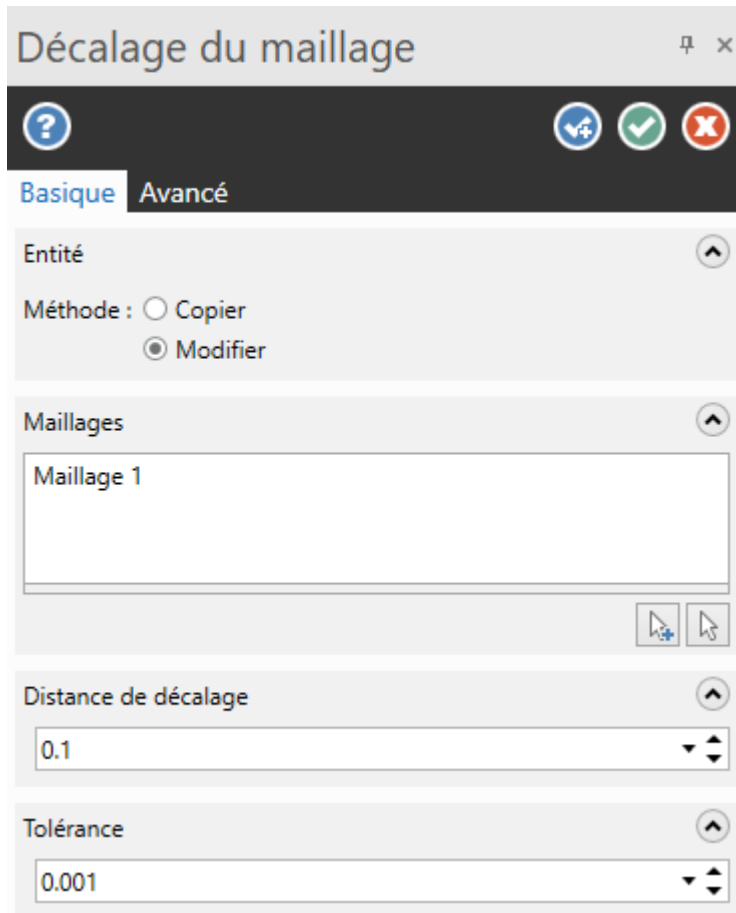 Décalage du maillage
Basique Avancé
Entité
Méthode : Copier
Modifier
Maillages
Maillage 1
Distance de décalage
0.1
Tolérance
0.001